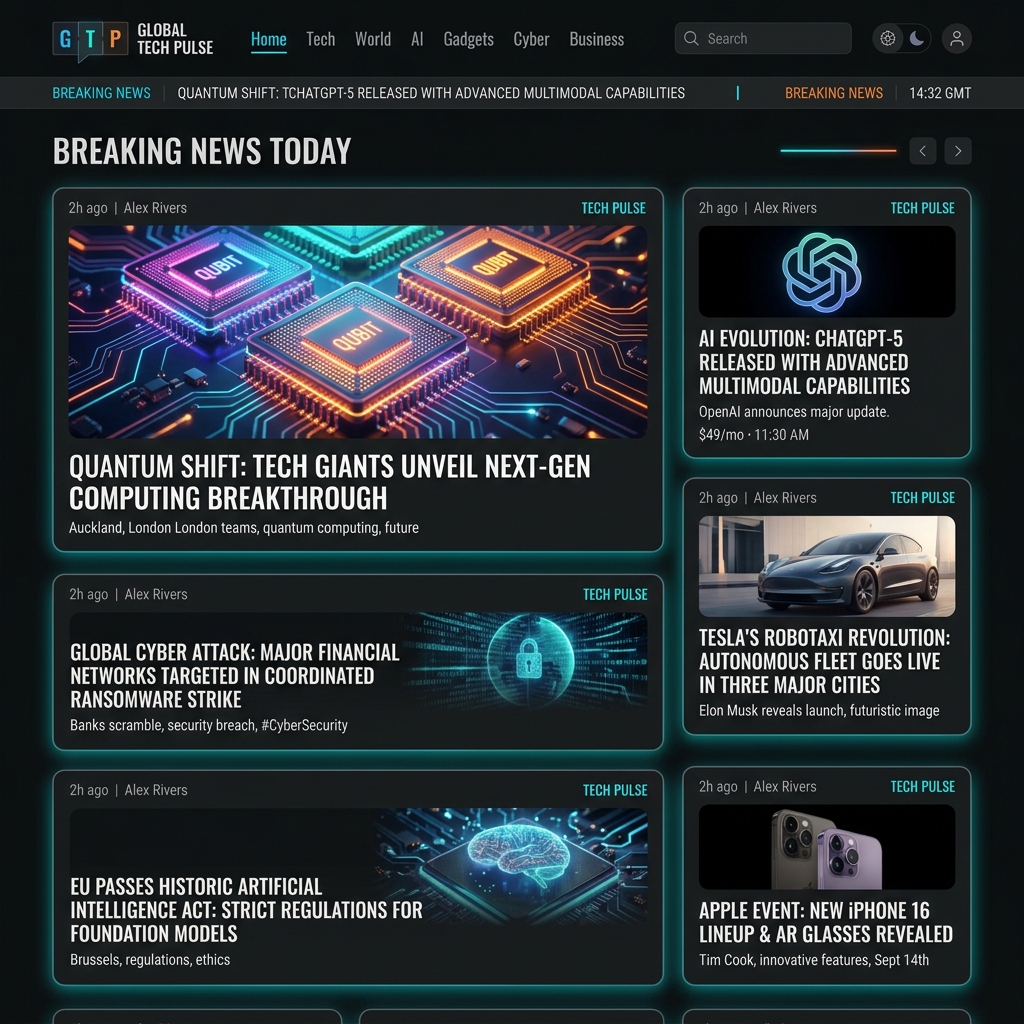 G T P
GLOBAL
TECH PULSE
Home Tech World AI Gadgets Cyber Business
Search
BREAKING NEWS QUANTUM SHIFT: TCHATGPT-5 RELEASED WITH ADVANCED MULTIMODAL CAPABILITIES BREAKING NEWS 14:32 GMT
BREAKING NEWS TODAY
2h ago | Alex Rivers TECH PULSE
QUBIT
QUBIT
QUBIT
QUANTUM SHIFT: TECH GIANTS UNVEIL NEXT-GEN
COMPUTING BREAKTHROUGH
Auckland, London London teams, quantum computing, future
2h ago | Alex Rivers TECH PULSE
GLOBAL CYBER ATTACK: MAJOR FINANCIAL
NETWORKS TARGETED IN COORDINATED
RANSOMWARE STRIKE
Banks scramble, security breach, #CyberSecurity
2h ago | Alex Rivers TECH PULSE
EU PASSES HISTORIC ARTIFICIAL
INTELLIGENCE ACT: STRICT REGULATIONS FOR
FOUNDATION MODELS
Brussels, regulations, ethics
2h ago | Alex Rivers TECH PULSE
AI EVOLUTION: CHATGPT-5
RELEASED WITH ADVANCED
MULTIMODAL CAPABILITIES
OpenAI announces major update.
$49/mo · 11:30 AM
2h ago | Alex Rivers TECH PULSE
TESLA'S ROBOTAXI REVOLUTION:
AUTONOMOUS FLEET GOES LIVE
IN THREE MAJOR CITIES
Elon Musk reveals launch, futuristic image
2h ago | Alex Rivers TECH PULSE
APPLE EVENT: NEW iPHONE 16
LINEUP & AR GLASSES REVEALED
Tim Cook, innovative features, Sept 14th